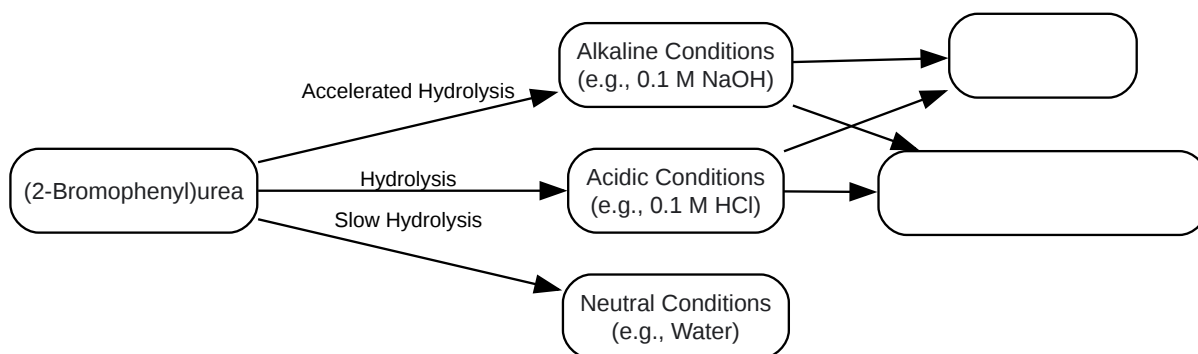 Alkaline Conditions
(e.g., 0.1 M NaOH)
Accelerated Hydrolysis
(2-Bromophenyl)urea
Hydrolysis
Acidic Conditions
(e.g., 0.1 M HCl)
Slow Hydrolysis
Neutral Conditions
(e.g., Water)